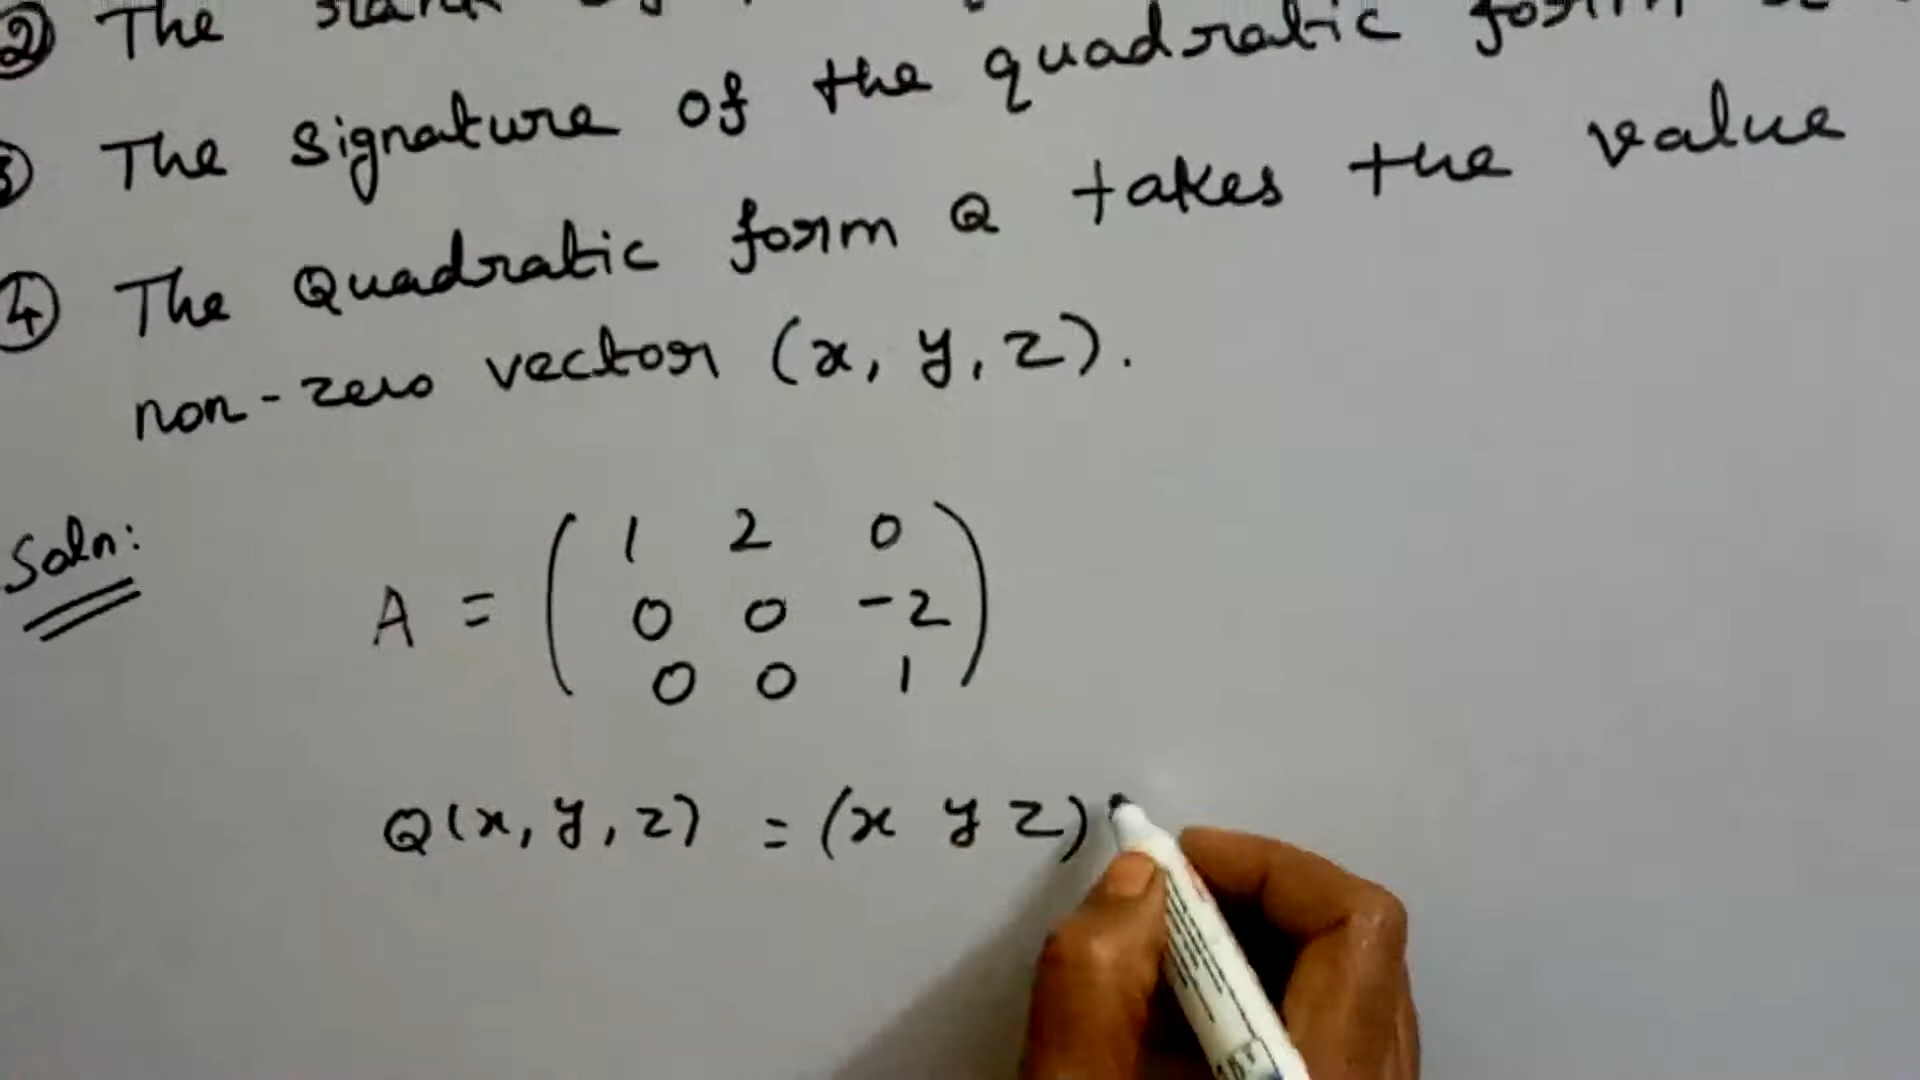 ② The
③ The signature of the quadratic form
④ The Quadratic form Q takes the value
non-zero vector (x, y, z).
Soln:
A = ( 1 2 0
0 0 -2
0 0 1 )
Q(x, y, z) = (x y z)